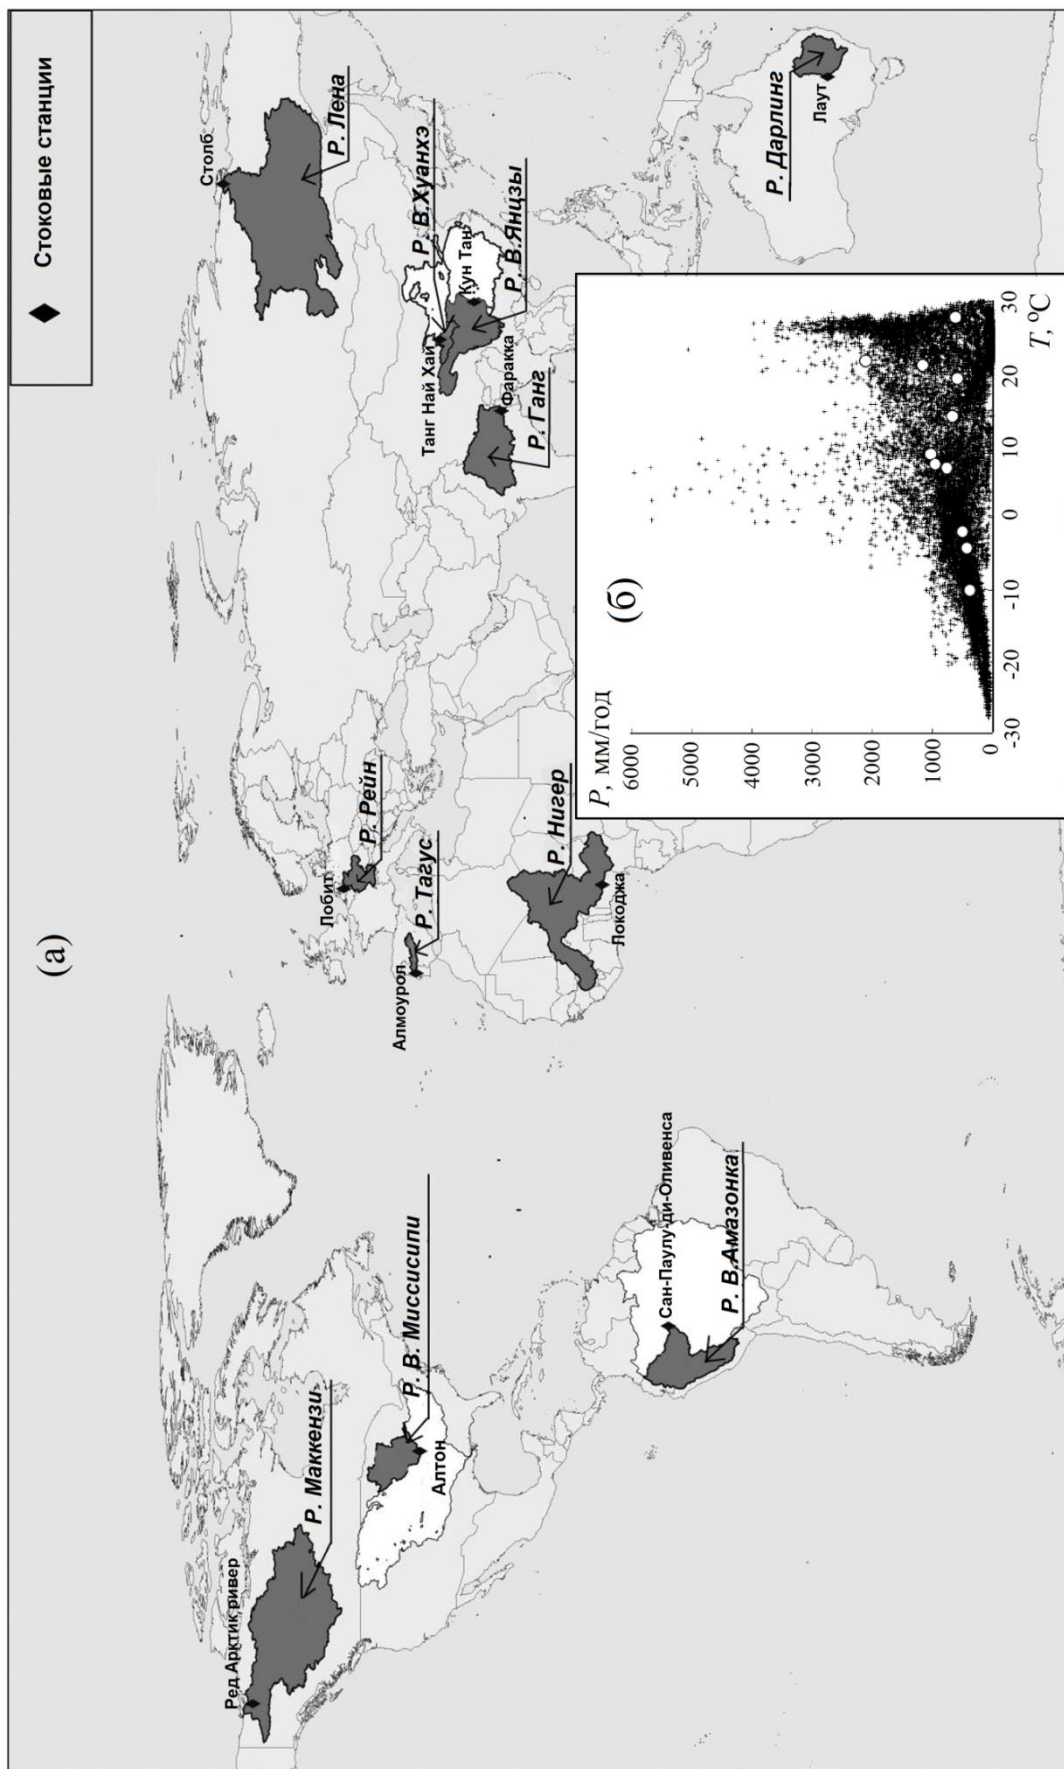 (а)
Стоковые станции
Ред Арктик ривер
Р. Маккензи
Алтон
Р. В. Миссисипи
Сан-Паулу-ди-Оливенса
Р. В.Амазонка
Алмоурол
Р. Тагус
Лобит
Р. Рейн
Р. Нигер
Локоджа
Столб
Р. Лена
Танг Най Хай
Р. В.Хуанхэ
Кун Тан
Р. В.Янцзы
Фаракка
Р. Ганг
Р. Дарлинг
Лаут
(б)
P, мм/год
6000
5000
4000
3000
2000
1000
0
-30
-20
-10
0
10
20
30
T, °C